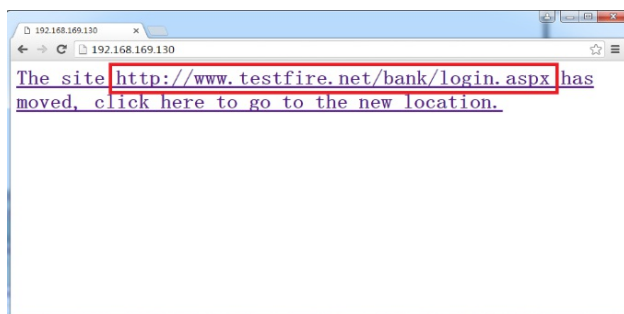 192.168.169.130
192.168.169.130
The site http://www.testfire.net/bank/login.aspx has
moved, click here to go to the new location.